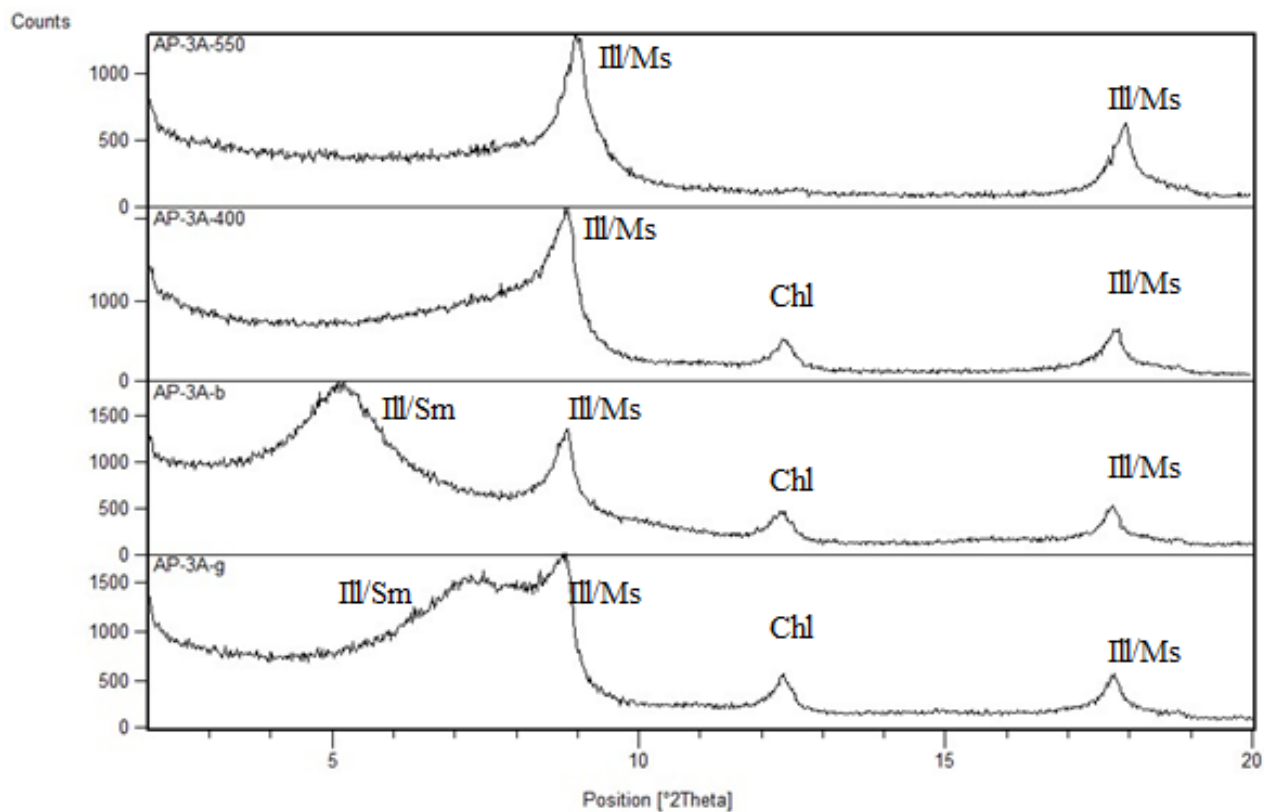 Counts
AP-3A-550
Ill/Ms
Ill/Ms
1000
500
0
AP-3A-400
Ill/Ms
Chl
Ill/Ms
1000
0
AP-3A-b
Ill/Sm
Ill/Ms
Chl
Ill/Ms
1500
1000
500
0
AP-3A-g
Ill/Sm
Ill/Ms
Chl
Ill/Ms
1500
1000
500
0
5 10 15 20
Position [°2Theta]